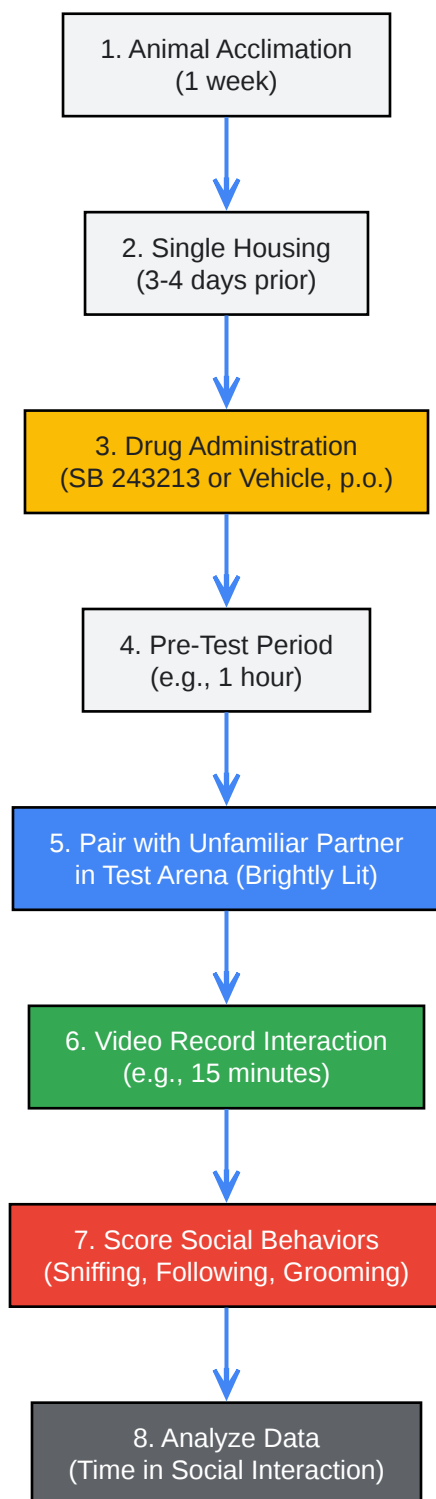 1. Animal Acclimation
(1 week)
2. Single Housing
(3-4 days prior)
3. Drug Administration
(SB 243213 or Vehicle, p.o.)
4. Pre-Test Period
(e.g., 1 hour)
5. Pair with Unfamiliar Partner
in Test Arena (Brightly Lit)
6. Video Record Interaction
(e.g., 15 minutes)
7. Score Social Behaviors
(Sniffing, Following, Grooming)
8. Analyze Data
(Time in Social Interaction)